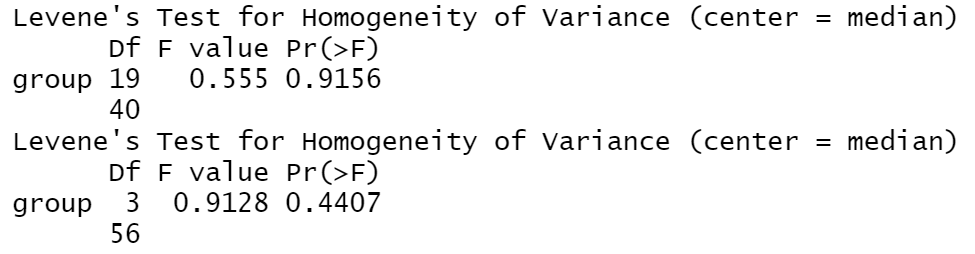 Levene's Test for Homogeneity of Variance (center = median)
      Df F value Pr(>F)
group 19   0.555 0.9156
      40
Levene's Test for Homogeneity of Variance (center = median)
      Df F value Pr(>F)
group  3  0.9128 0.4407
      56